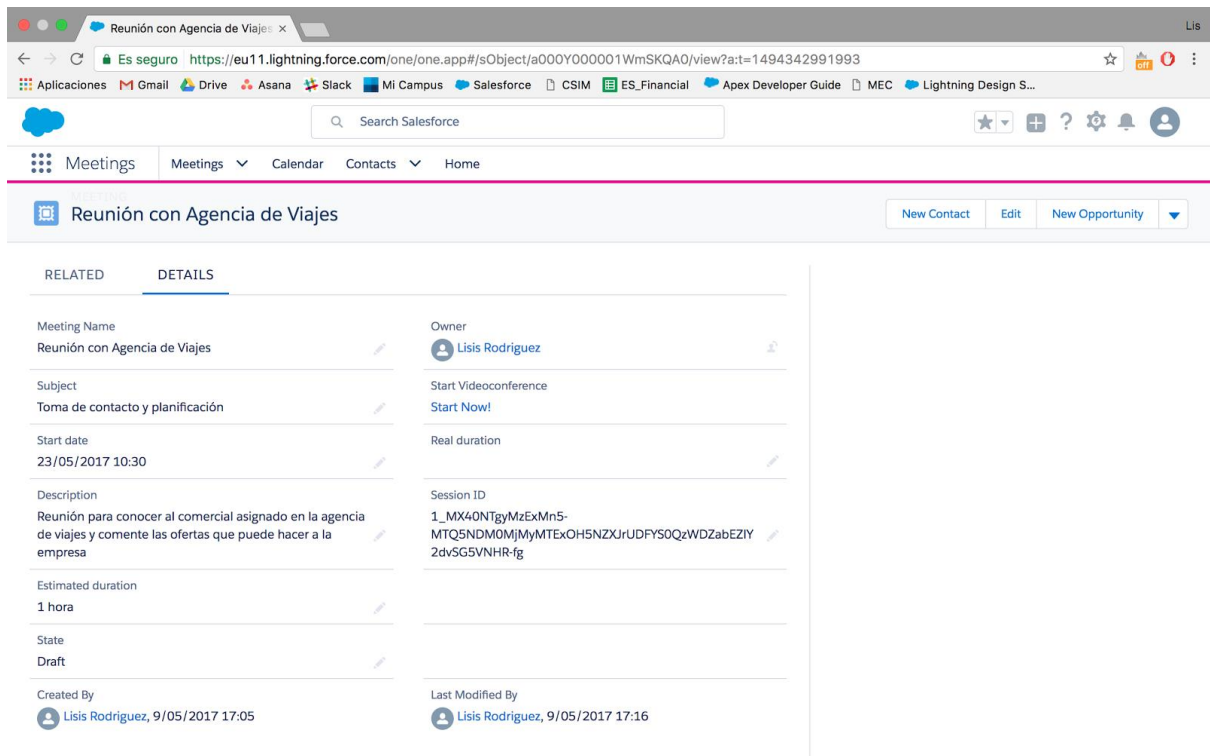 Reunión con Agencia de Viajes
Lis
Es seguro https://eu11.lightning.force.com/one/one.app#/sObject/a000Y000001WmSKQA0/view?a:t=1494342991993
off
Aplicaciones Gmail Drive Asana Slack Mi Campus Salesforce CSIM ES_Financial Apex Developer Guide MEC Lightning Design S...
Search Salesforce
Meetings Meetings Calendar Contacts Home
MEETING
Reunión con Agencia de Viajes
New Contact Edit New Opportunity
RELATED DETAILS
Meeting Name
Reunión con Agencia de Viajes
Owner
Lisis Rodriguez
Subject
Toma de contacto y planificación
Start Videoconference
Start Now!
Start date
23/05/2017 10:30
Real duration
Description
Reunión para conocer al comercial asignado en la agencia
de viajes y comente las ofertas que puede hacer a la
empresa
Session ID
1_MX40NTgyMzExMn5-
MTQ5NDM0MjMyMTExOH5NZXJrUDFYS0QzWDZabEZIY
2dvSG5VNHR-fg
Estimated duration
1 hora
State
Draft
Created By
Lisis Rodriguez, 9/05/2017 17:05
Last Modified By
Lisis Rodriguez, 9/05/2017 17:16